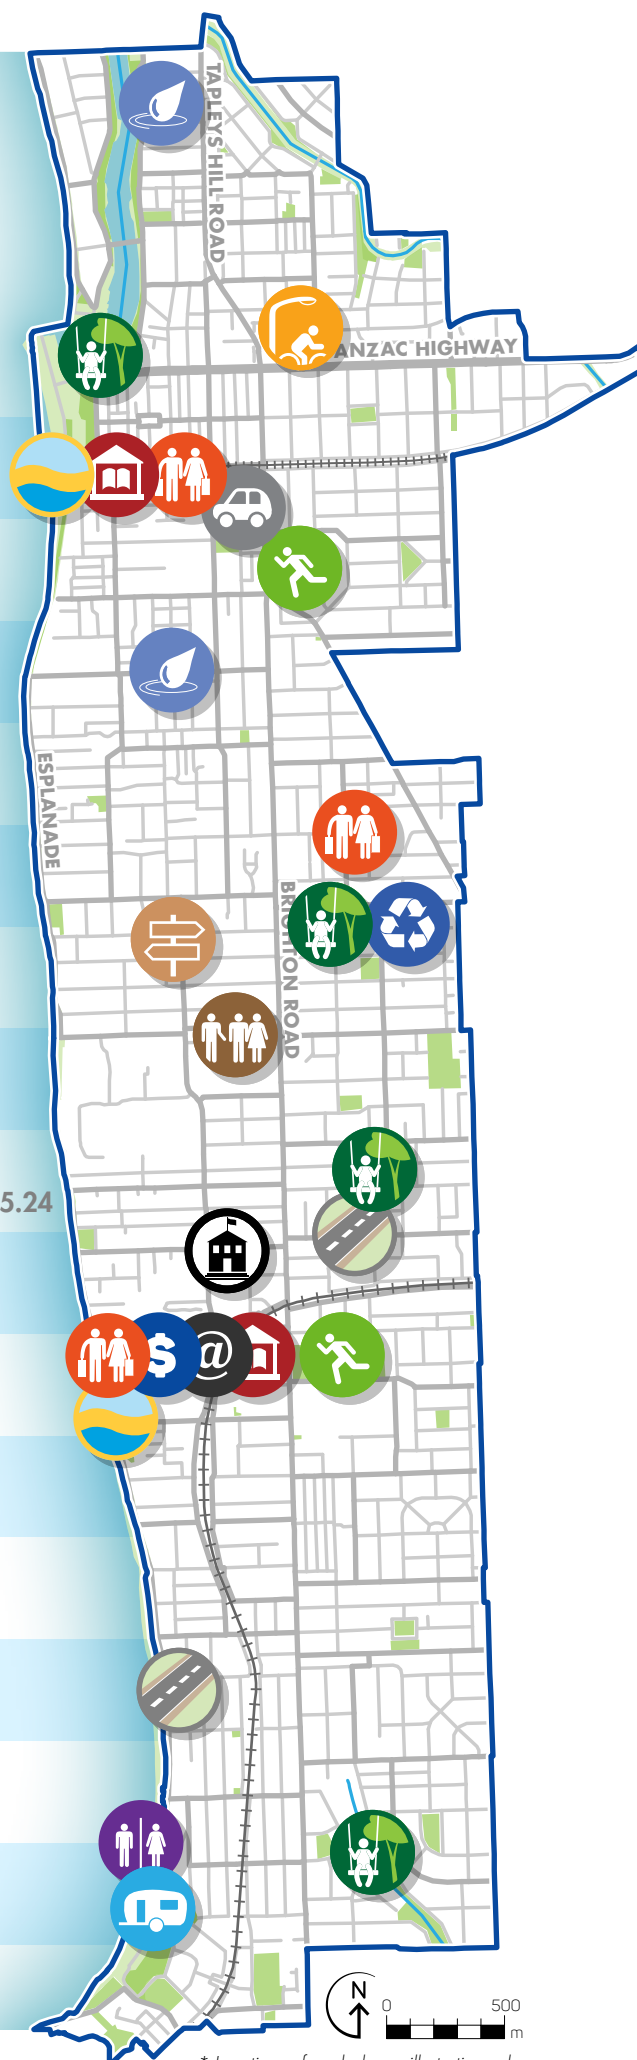 TAPLEYS HILL ROAD
ANZAC HIGHWAY
ESPLANADE
BRIGHTON ROAD
5.24
$
@
N
0 500
m